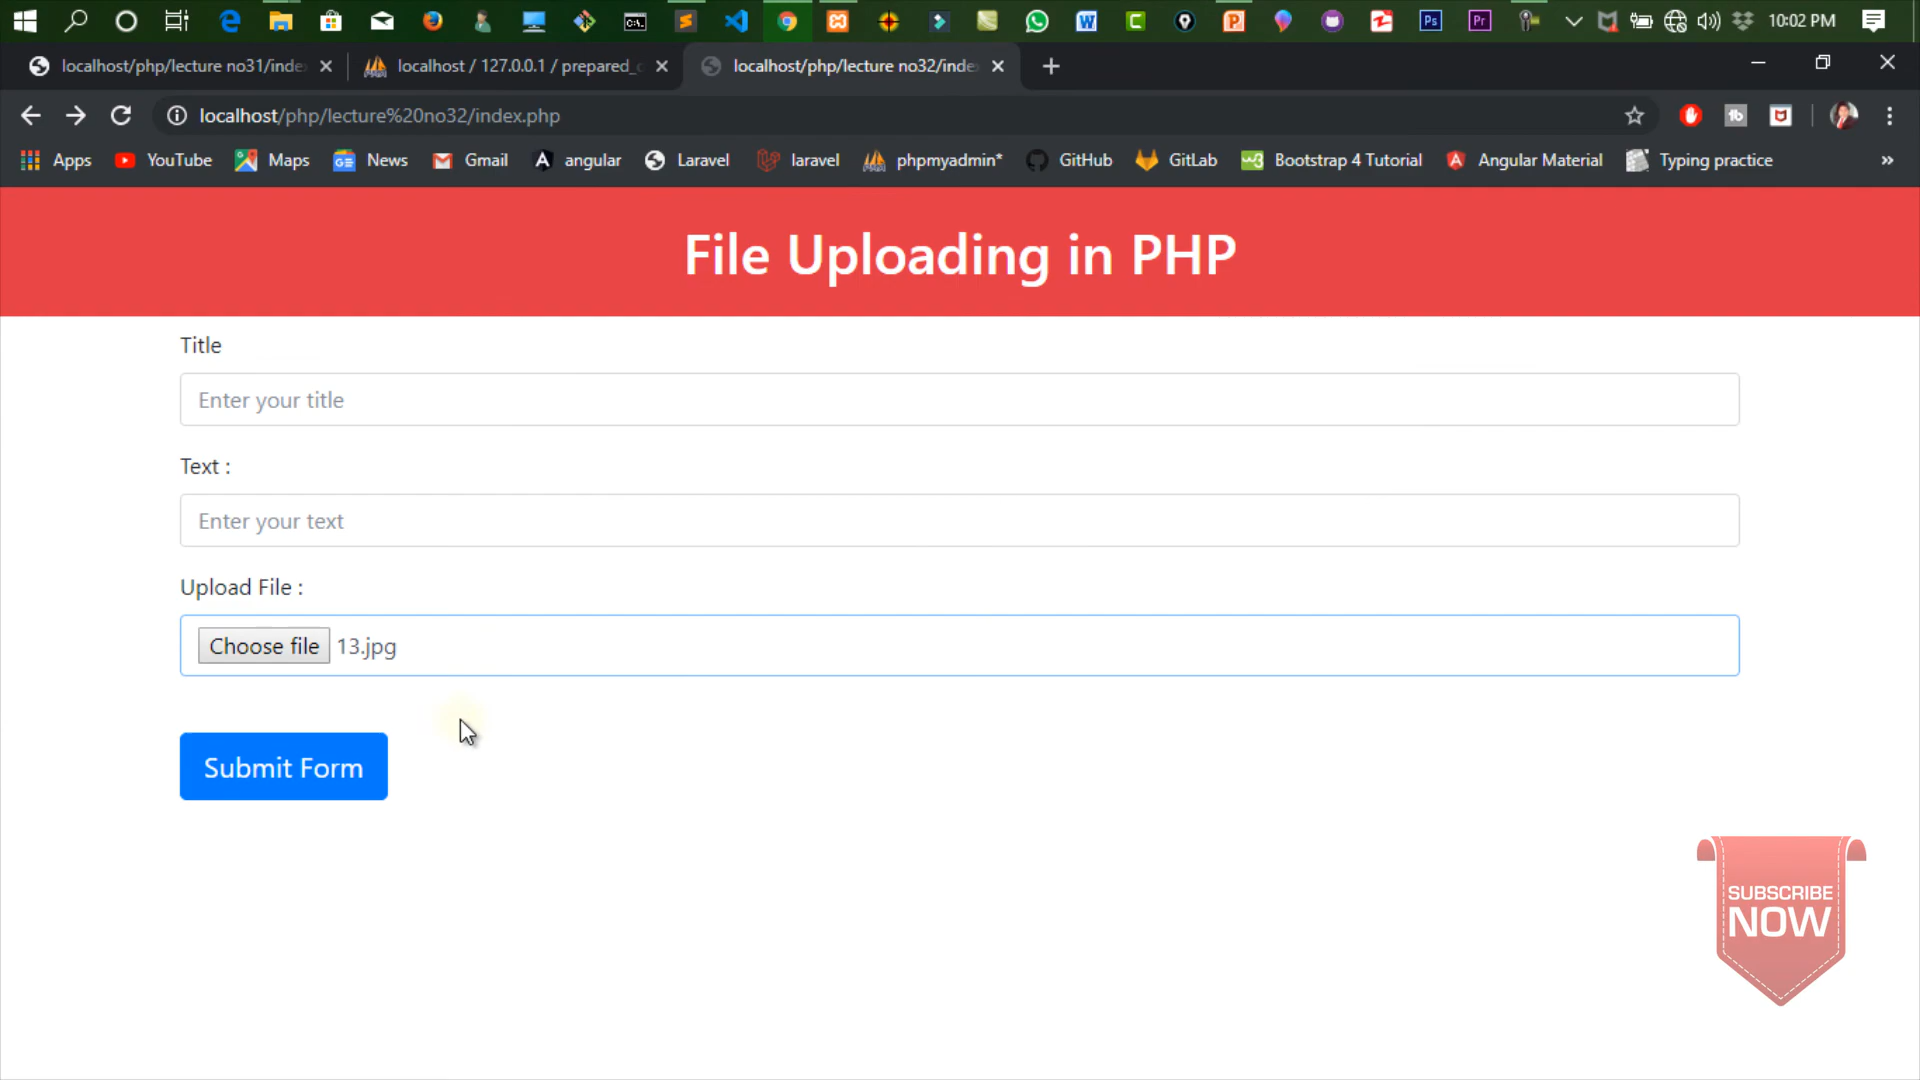 10:02 PM
localhost/php/lecture no31/inde
localhost / 127.0.0.1 / prepared_
localhost/php/lecture no32/inde
localhost/php/lecture%20no32/index.php
Apps
YouTube
Maps
News
Gmail
angular
Laravel
laravel
phpmyadmin*
GitHub
GitLab
Bootstrap 4 Tutorial
Angular Material
Typing practice
File Uploading in PHP
Title
Enter your title
Text :
Enter your text
Upload File :
Choose file 13.jpg
Submit Form
SUBSCRIBE
NOW